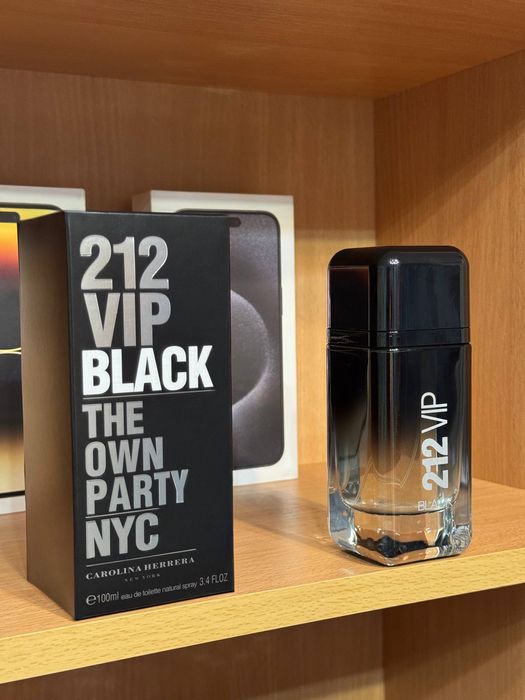 212
VIP
BLACK
THE
OWN
PARTY
NYC
CAROLINA HERRERA
NEW YORK
℮100ml eau de toilette natural spray 3.4 FL OZ
212 VIP
BLACK